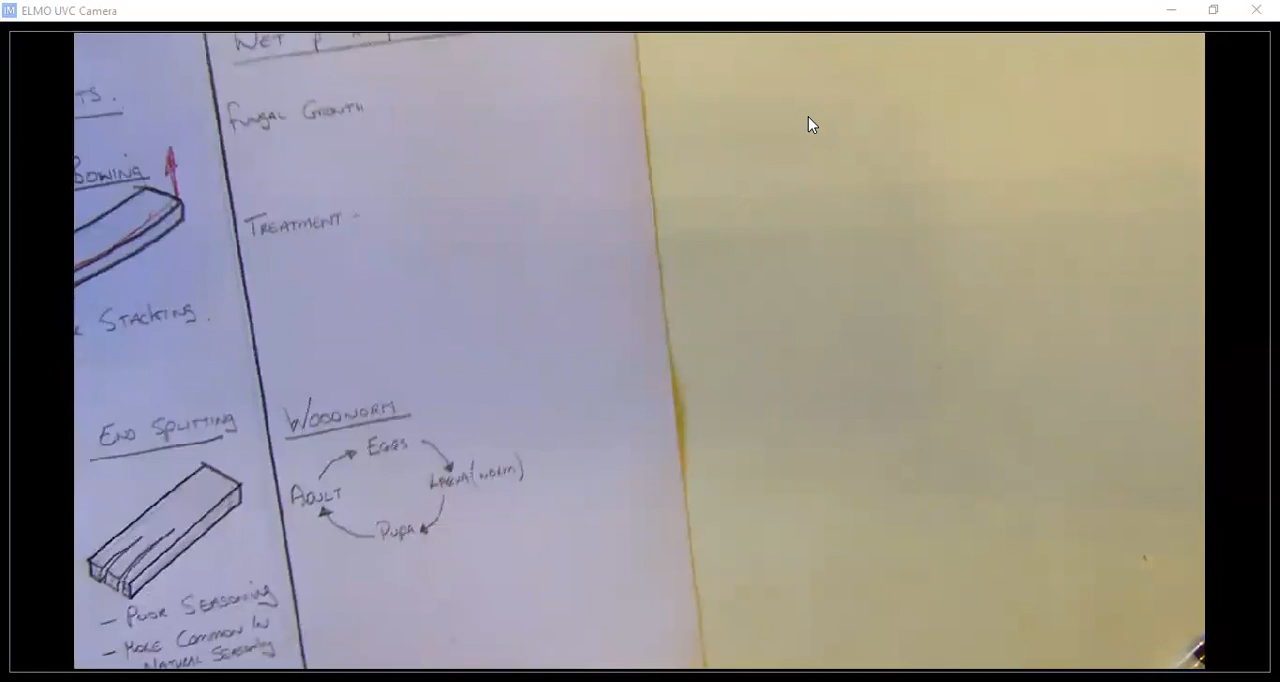 ELMO UVC Camera
TS.
Bowing
Stacking.
End Splitting
- Poor Seasoning
- More Common in
Natural Seasoning
Wet
Fungal Growth
Treatment -
Woodworm
Eggs
Larva (worm)
Pupa
Adult